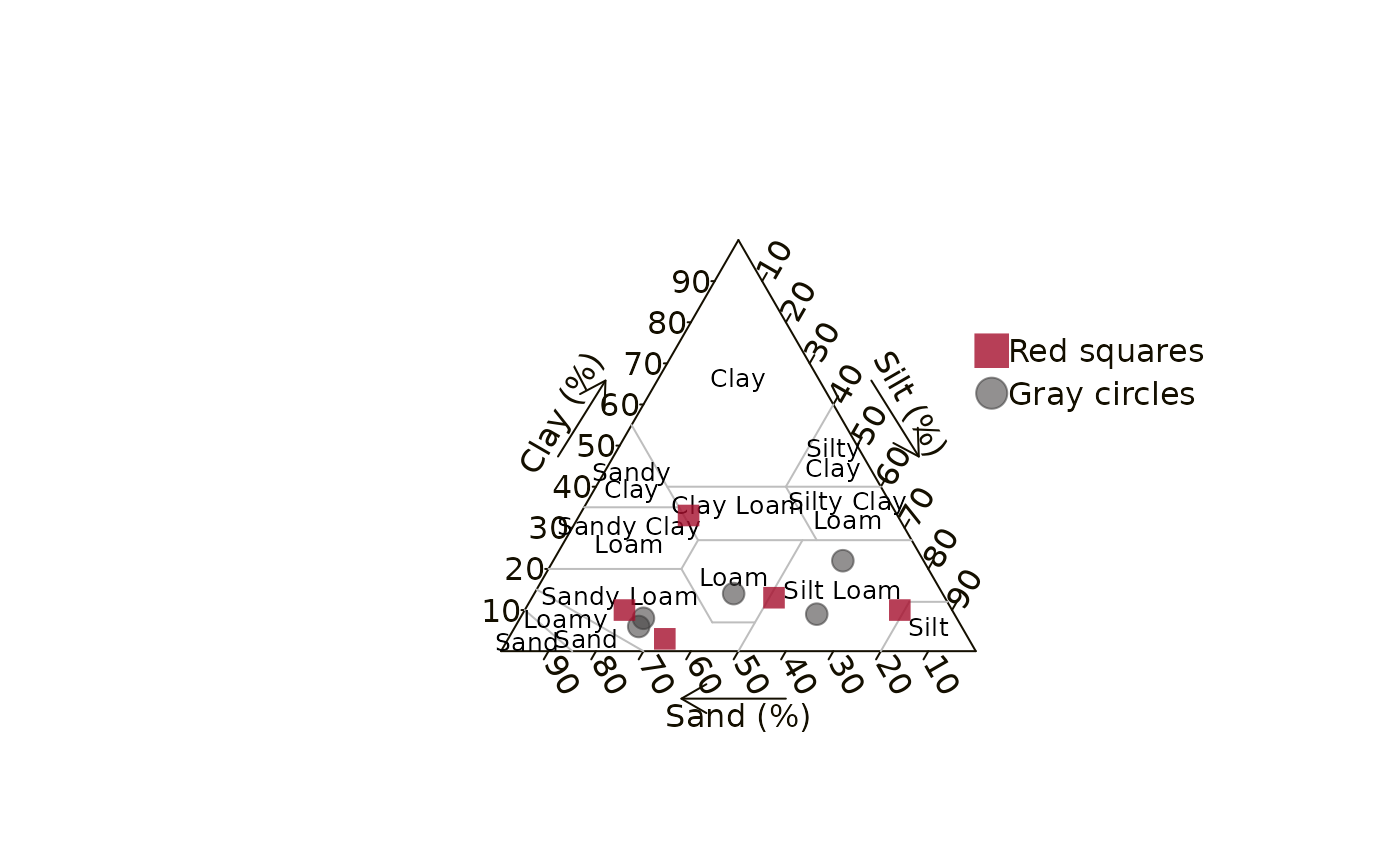 10
20
30
40
50
60
70
80
90
Silt (%)
90
80
70
60
50
40
30
20
10
Clay (%)
Clay
Silty
Clay
Sandy
Clay
Clay Loam
Silty Clay
Loam
Sandy Clay
Loam
Loam
Silt Loam
Sandy Loam
Loamy
Sand
Sand
Silt
90
80
70
60
50
40
30
20
10
Sand (%)
Red squares
Gray circles